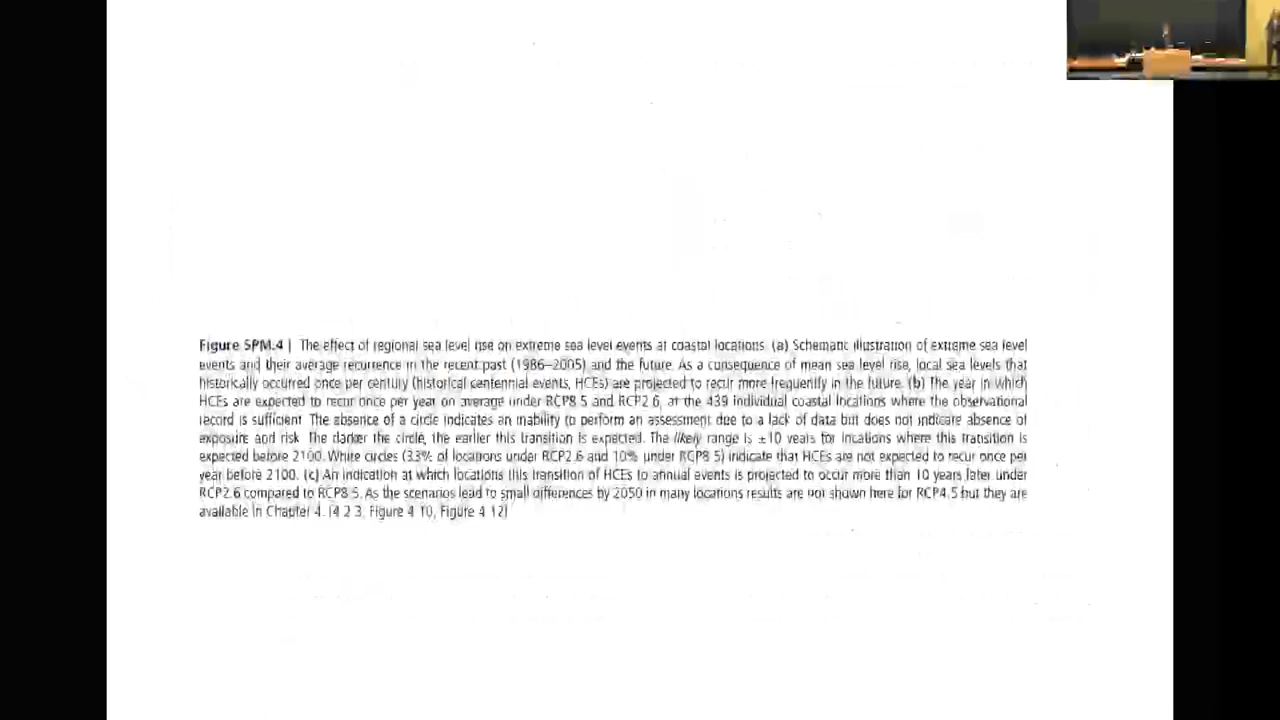 Figure SPM.4 | The effect of regional sea level rise on extreme sea level events at coastal locations. (a) Schematic illustration of extreme sea level
events and their average recurrence in the recent past (1986–2005) and the future. As a consequence of mean sea level rise, local sea levels that
historically occurred once per century (historical centennial events, HCEs) are projected to recur more frequently in the future. (b) The year in which
HCEs are expected to recur once per year on average under RCP8.5 and RCP2.6, at the 439 individual coastal locations where the observational
record is sufficient. The absence of a circle indicates an inability to perform an assessment due to a lack of data but does not indicate absence of
exposure and risk. The darker the circle, the earlier this transition is expected. The likely range is ±10 years for locations where this transition is
expected before 2100. White circles (33% of locations under RCP2.6 and 10% under RCP8.5) indicate that HCEs are not expected to recur once per
year before 2100. (c) An indication at which locations this transition of HCEs to annual events is projected to occur more than 10 years later under
RCP2.6 compared to RCP8.5. As the scenarios lead to small differences by 2050 in many locations results are not shown here for RCP4.5 but they are
available in Chapter 4. {4.2.3, Figure 4.10, Figure 4.12}